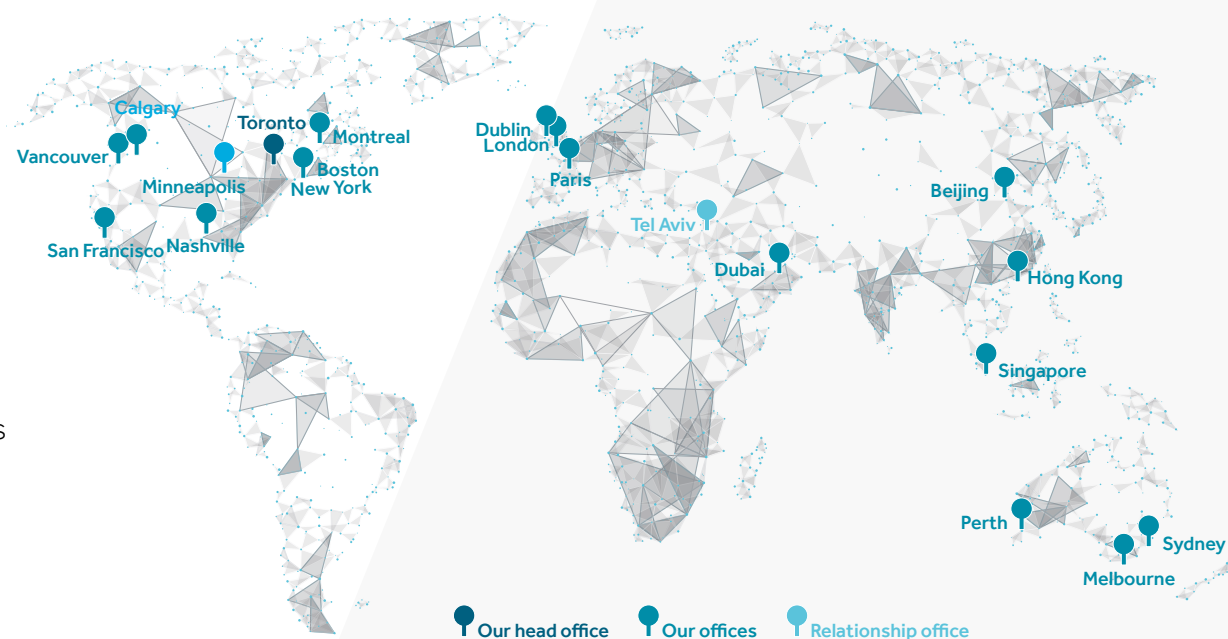 Calgary
Toronto
Montreal
Vancouver
Boston
Minneapolis
New York
San Francisco
Nashville
Dublin
London
Paris
Tel Aviv
Dubai
Beijing
Hong Kong
Singapore
Perth
Sydney
Melbourne
s
Our head office
Our offices
Relationship office